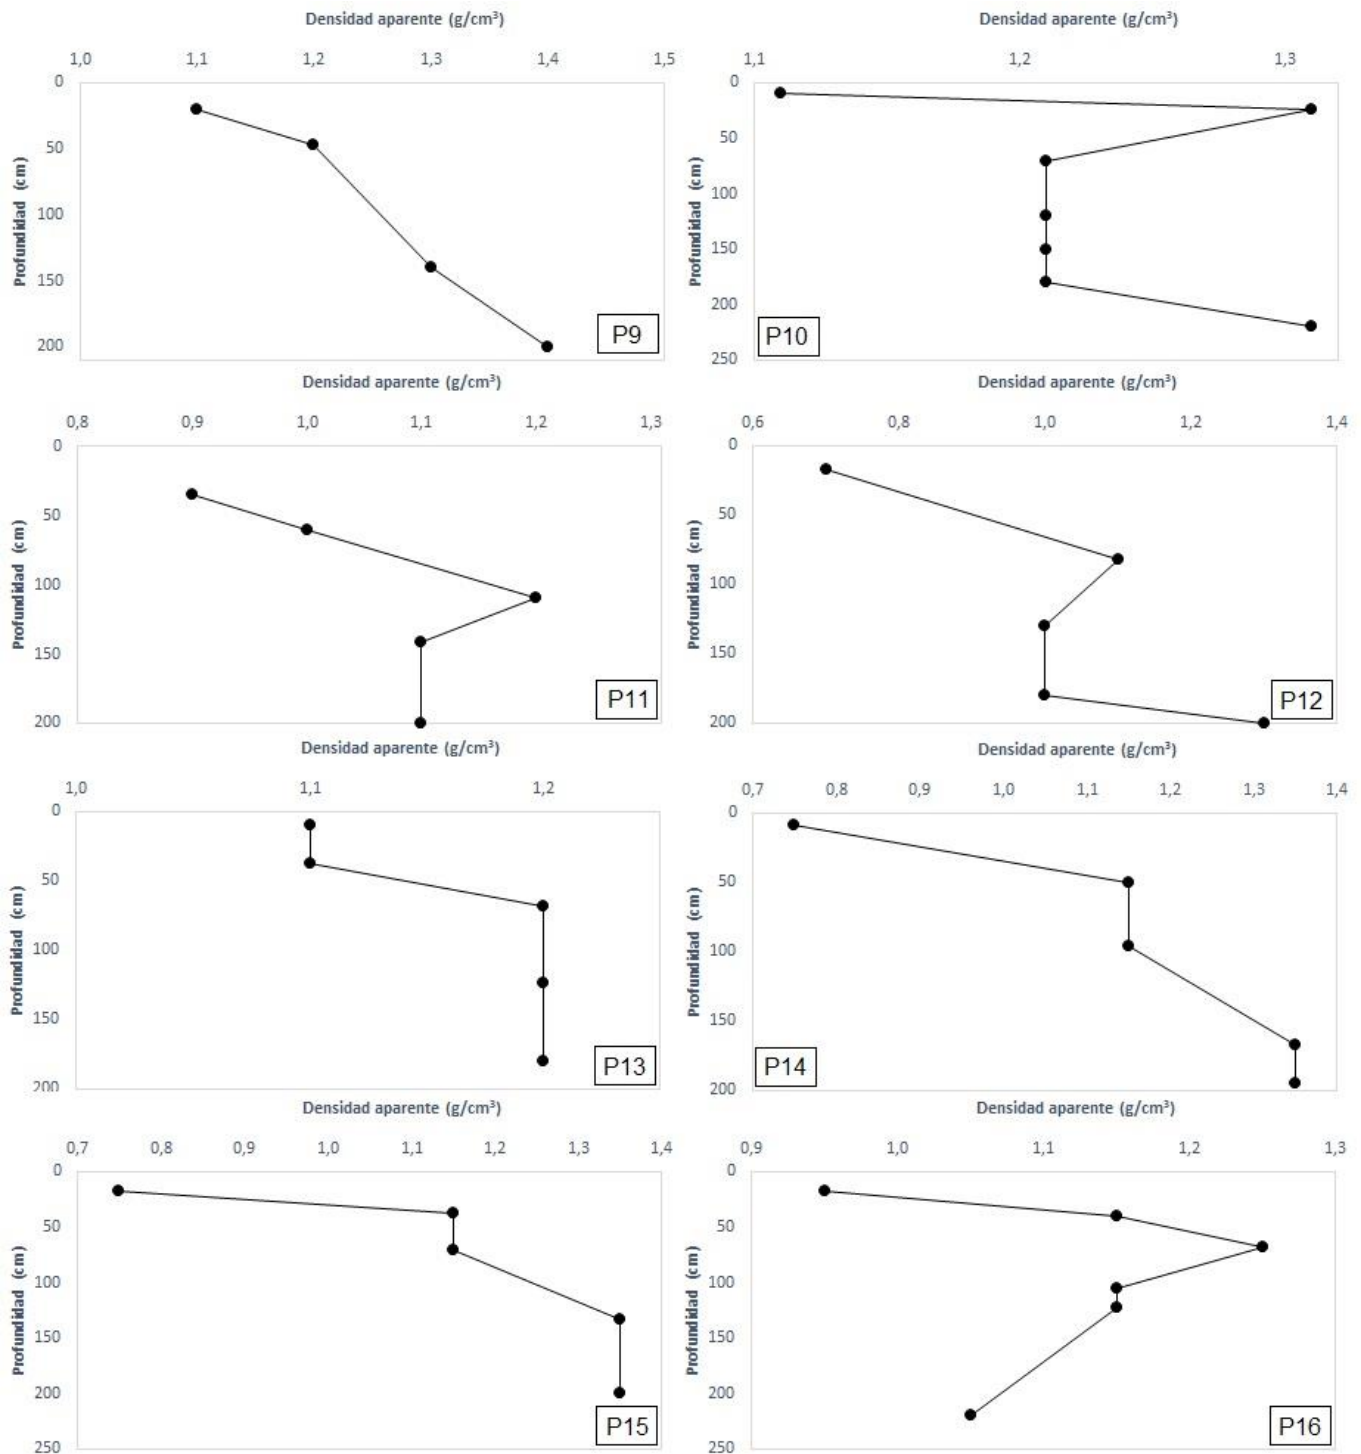 Densidad aparente (g/cm³)
1,0 1,1 1,2 1,3 1,4 1,5
0
50
100
150
200
Profundidad (cm)
P9
Densidad aparente (g/cm³)
1,1 1,2 1,3
0
50
100
150
200
250
Profundidad (cm)
P10
Densidad aparente (g/cm³)
0,8 0,9 1,0 1,1 1,2 1,3
0
50
100
150
200
Profundidad (cm)
P11
Densidad aparente (g/cm³)
0,6 0,8 1,0 1,2 1,4
0
50
100
150
200
Profundidad (cm)
P12
Densidad aparente (g/cm³)
1,0 1,1 1,2
0
50
100
150
200
Profundidad (cm)
P13
Densidad aparente (g/cm³)
0,7 0,8 0,9 1,0 1,1 1,2 1,3 1,4
0
50
100
150
200
Profundidad (cm)
P14
Densidad aparente (g/cm³)
0,7 0,8 0,9 1,0 1,1 1,2 1,3 1,4
0
50
100
150
200
250
Profundidad (cm)
P15
Densidad aparente (g/cm³)
0,9 1,0 1,1 1,2 1,3
0
50
100
150
200
250
Profundidad (cm)
P16